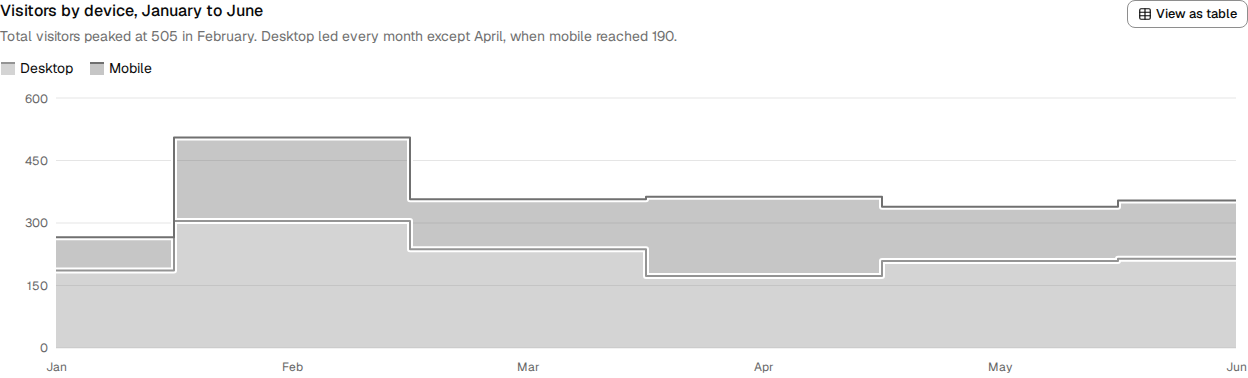 Visitors by device, January to June
View as table
Total visitors peaked at 505 in February. Desktop led every month except April, when mobile reached 190.
Desktop Mobile
600
450
300
150
0
Jan Feb Mar Apr May Jun